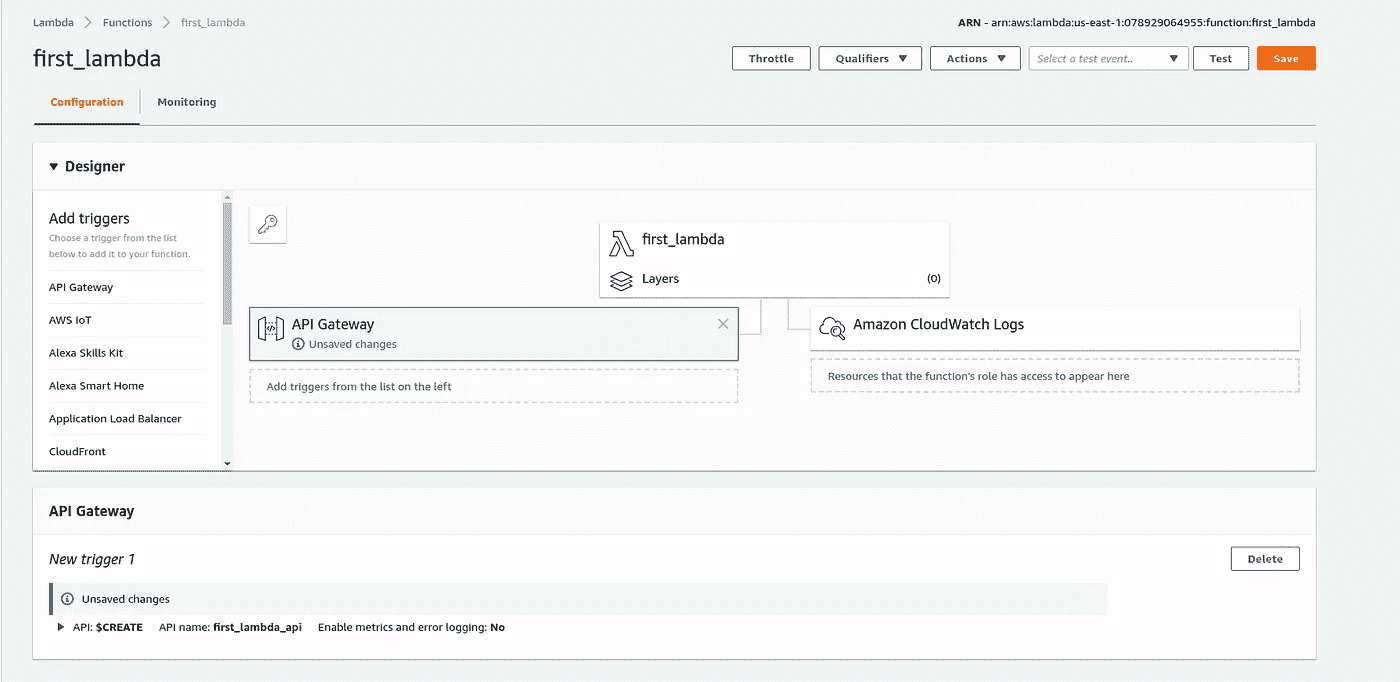 Lambda Functions first_lambda
ARN - arn:aws:lambda:us-east-1:078929064955:function:first_lambda
first_lambda
Throttle Qualifiers Actions Select a test event.. Test Save
Configuration Monitoring
Designer
Add triggers
Choose a trigger from the list
below to add it to your function.
API Gateway
AWS IoT
Alexa Skills Kit
Alexa Smart Home
Application Load Balancer
CloudFront
first_lambda
Layers (0)
API Gateway
Unsaved changes
Add triggers from the list on the left
Amazon CloudWatch Logs
Resources that the function's role has access to appear here
API Gateway
New trigger 1
Delete
Unsaved changes
API: $CREATE API name: first_lambda_api Enable metrics and error logging: No